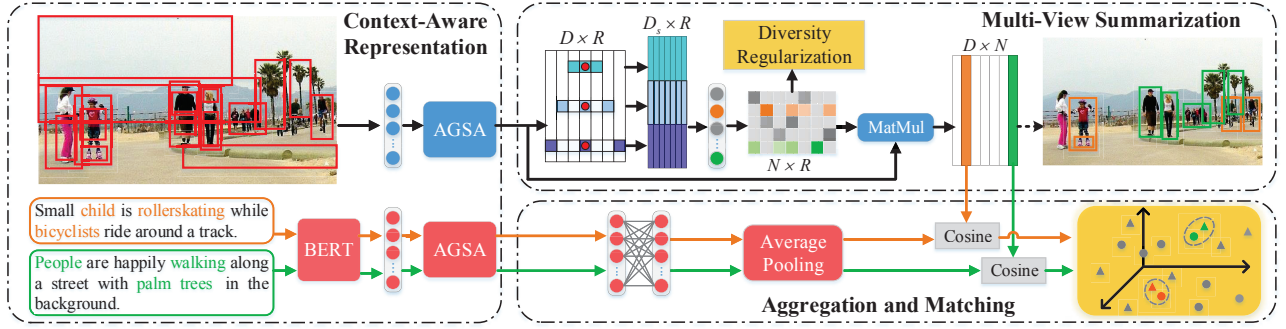 Context-Aware
Representation
AGSA
Small child is rollerskating while
bicyclists ride around a track.
People are happily walking along
a street with palm trees in the
background.
BERT
AGSA
Multi-View Summarization
D × R
D_s × R
Diversity
Regularization
N × R
MatMul
D × N
Average
Pooling
Cosine
Cosine
Aggregation and Matching